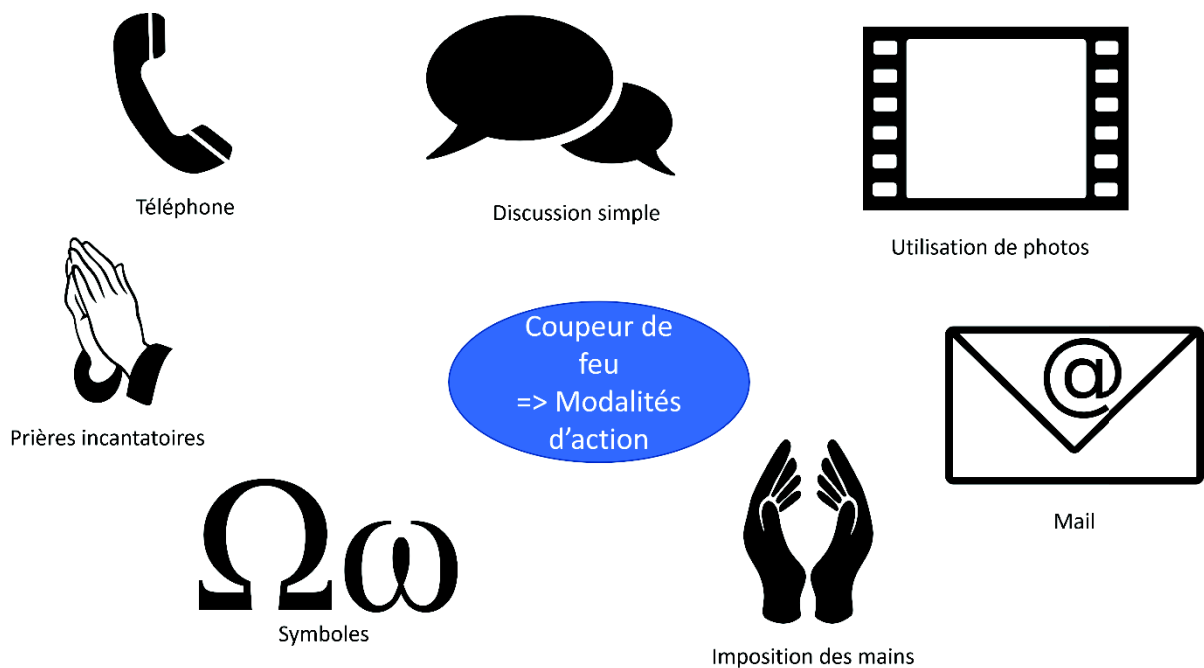 Téléphone
Discussion simple
Utilisation de photos
Prières incantatoires
Coupeur de
feu
=> Modalités
d'action
@
Mail
Ωω
Symboles
Imposition des mains